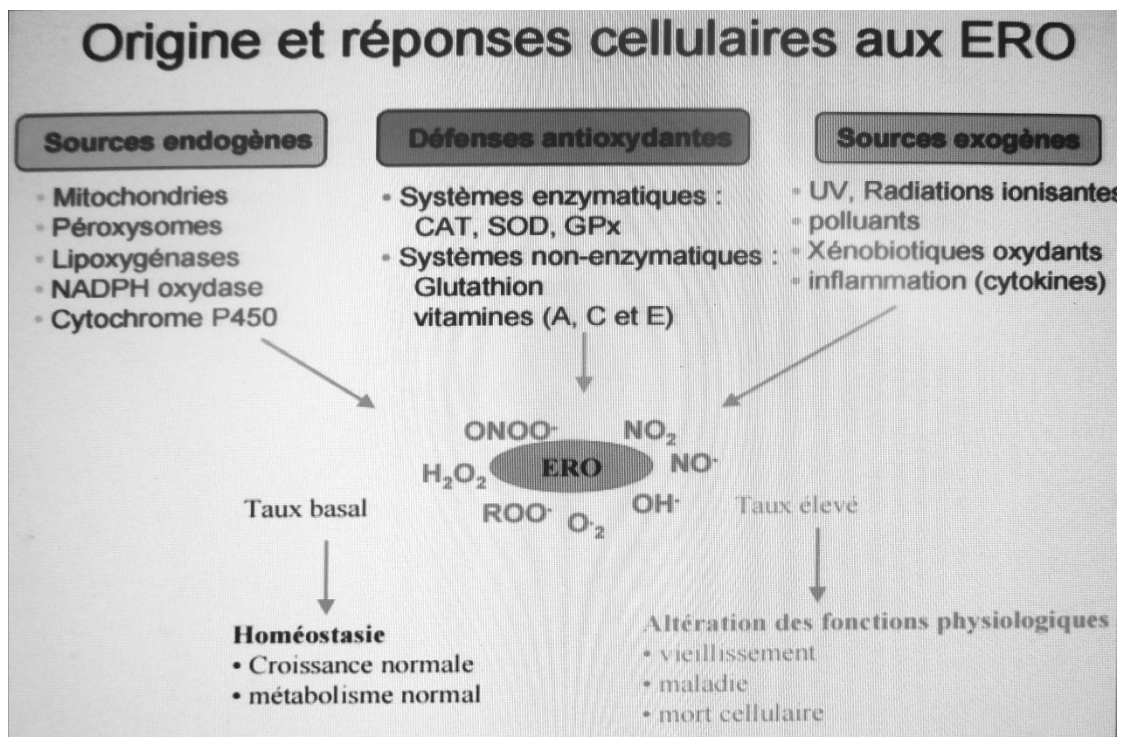 Origine et réponses cellulaires aux ERO
Sources endogènes
• Mitochondries
• Péroxysomes
• Lipoxygénases
• NADPH oxydase
• Cytochrome P450
Défenses antioxydantes
• Systèmes enzymatiques :
CAT, SOD, GPx
• Systèmes non-enzymatiques :
Glutathion
vitamines (A, C et E)
Sources exogènes
• UV, Radiations ionisantes
• polluants
• Xénobiotiques oxydants
• inflammation (cytokines)
ONOO·
NO₂
H₂O₂
ERO
NO·
ROO·
O·₂
OH·
Taux basal
Taux élevé
Homéostasie
• Croissance normale
• métabolisme normal
Altération des fonctions physiologiques
• vieillissement
• maladie
• mort cellulaire